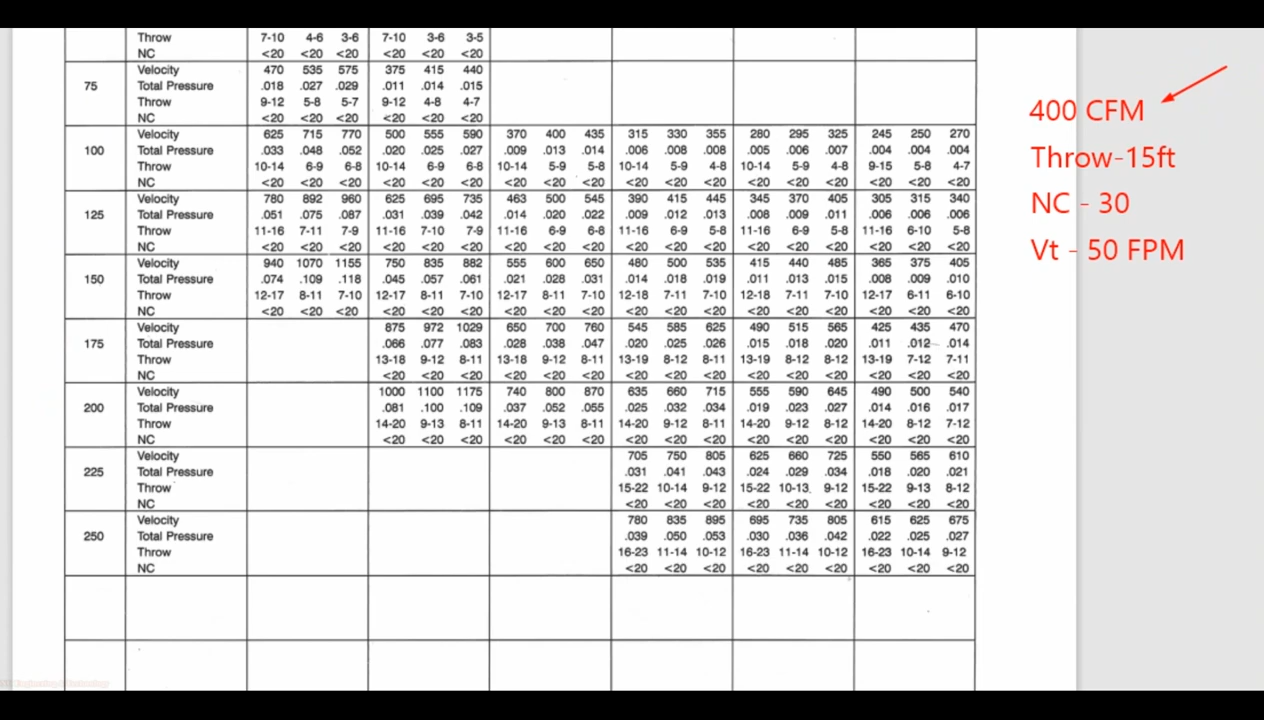 Throw 7-10 4-6 3-6 7-10 3-6 3-5
NC <20 <20 <20 <20 <20 <20
Velocity 470 535 575 375 415 440
75 Total Pressure .018 .027 .029 .011 .014 .015
Throw 9-12 5-8 5-7 9-12 4-8 4-7
NC <20 <20 <20 <20 <20 <20
Velocity 625 715 770 500 555 590 370 400 435 315 330 355 280 295 325 245 250 270
100 Total Pressure .033 .048 .052 .020 .025 .027 .009 .013 .014 .006 .008 .008 .005 .006 .007 .004 .004 .004
Throw 10-14 6-9 6-8 10-14 6-9 6-8 10-14 5-9 5-8 10-14 5-9 4-8 10-14 5-9 4-8 9-15 5-8 4-7
NC <20 <20 <20 <20 <20 <20 <20 <20 <20 <20 <20 <20 <20 <20 <20 <20 <20 <20
Velocity 780 892 960 625 695 735 463 500 545 390 415 445 345 370 405 305 315 340
125 Total Pressure .051 .075 .087 .031 .039 .042 .014 .020 .022 .009 .012 .013 .008 .009 .011 .006 .006 .006
Throw 11-16 7-11 7-9 11-16 7-10 7-9 11-16 6-9 6-8 11-16 6-9 5-8 11-16 6-9 5-8 11-16 6-10 5-8
NC <20 <20 <20 <20 <20 <20 <20 <20 <20 <20 <20 <20 <20 <20 <20 <20 <20 <20
Velocity 940 1070 1155 750 835 882 555 600 650 480 500 535 415 440 485 365 375 405
150 Total Pressure .074 .109 .118 .045 .057 .061 .021 .028 .031 .014 .018 .019 .011 .013 .015 .008 .009 .010
Throw 12-17 8-11 7-10 12-17 8-11 7-10 12-17 8-11 7-10 12-18 7-11 7-10 12-18 7-11 7-10 12-17 6-11 6-10
NC <20 <20 <20 <20 <20 <20 <20 <20 <20 <20 <20 <20 <20 <20 <20 <20 <20 <20
Velocity 875 972 1029 650 700 760 545 585 625 490 515 565 425 435 470
175 Total Pressure .066 .077 .083 .028 .038 .047 .020 .025 .026 .015 .018 .020 .011 .012 .014
Throw 13-18 9-12 8-11 13-18 9-12 8-11 13-19 8-12 8-11 13-19 8-12 8-12 13-19 7-12 7-11
NC <20 <20 <20 <20 <20 <20 <20 <20 <20 <20 <20 <20 <20 <20 <20
Velocity 1000 1100 1175 740 800 870 635 660 715 555 590 645 490 500 540
200 Total Pressure .081 .100 .109 .037 .052 .055 .025 .032 .034 .019 .023 .027 .014 .016 .017
Throw 14-20 9-13 8-11 14-20 9-13 8-11 14-20 9-12 8-11 14-20 9-12 8-12 14-20 8-12 7-12
NC <20 <20 <20 <20 <20 <20 <20 <20 <20 <20 <20 <20 <20 <20 <20
Velocity 705 750 805 625 660 725 550 565 610
225 Total Pressure .031 .041 .043 .024 .029 .034 .018 .020 .021
Throw 15-22 10-14 9-12 15-22 10-13 9-12 15-22 9-13 8-12
NC <20 <20 <20 <20 <20 <20 <20 <20 <20
Velocity 780 835 895 695 735 805 615 625 675
250 Total Pressure .039 .050 .053 .030 .036 .042 .022 .025 .027
Throw 16-23 11-14 10-12 16-23 11-14 10-12 16-23 10-14 9-12
NC <20 <20 <20 <20 <20 <20 <20 <20 <20
400 CFM
Throw-15ft
NC - 30
Vt - 50 FPM